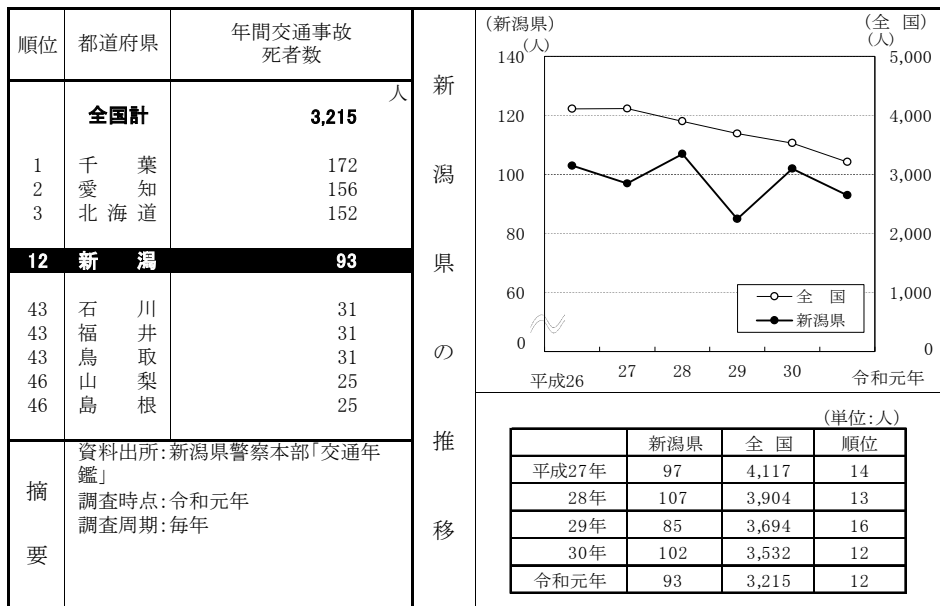 順位 都道府県 年間交通事故
死者数
人
全国計 3,215
1 千葉 172
2 愛知 156
3 北海道 152
12 新潟 93
43 石川 31
43 福井 31
43 鳥取 31
46 山梨 25
46 島根 25
摘要
資料出所:新潟県警察本部「交通年
鑑」
調査時点:令和元年
調査周期:毎年
新潟県の推移
(新潟県) (全 国)
(人) (人)
140 5,000
120 4,000
100 3,000
80 2,000
60 1,000
0 0
全 国
新潟県
平成26 27 28 29 30 令和元年
(単位:人)
新潟県 全 国 順位
平成27年 97 4,117 14
28年 107 3,904 13
29年 85 3,694 16
30年 102 3,532 12
令和元年 93 3,215 12